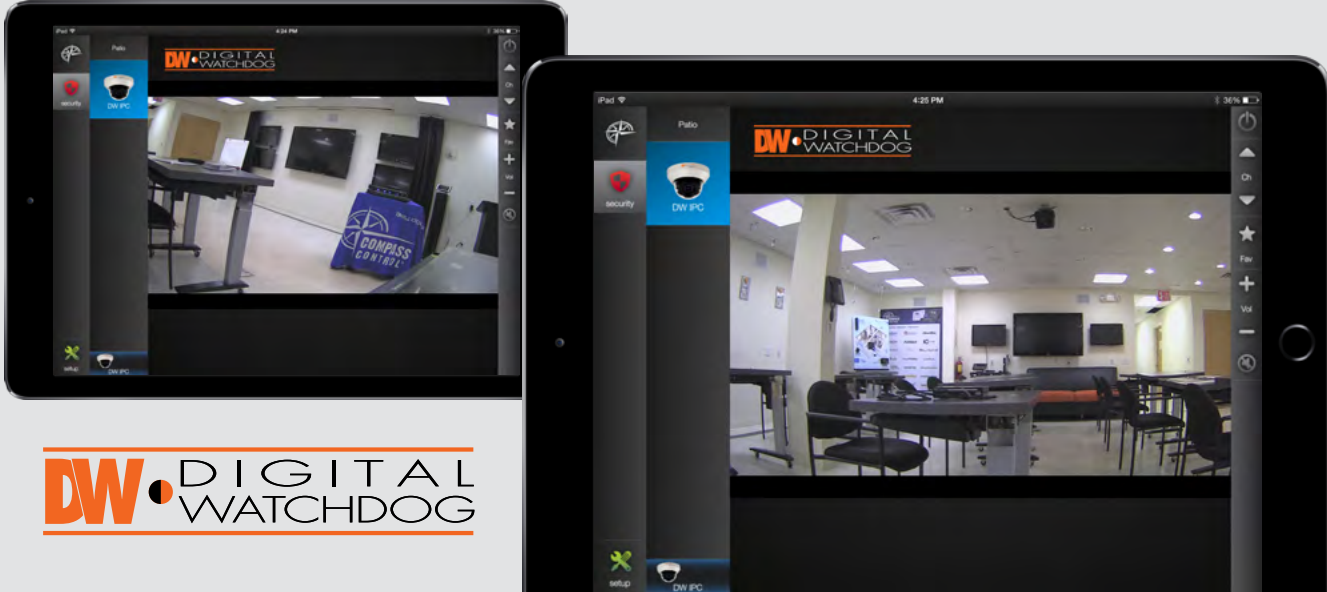 iPad
4:24 PM
36%
Patio
DW DIGITAL
WATCHDOG
security
DW IPC
Ch
Fav
Vol
COMPASS
CONTROL
setup
DW IPC
iPad
4:25 PM
36%
Patio
DW DIGITAL
WATCHDOG
security
DW IPC
Ch
Fav
Vol
EXIT
setup
DW IPC
DW DIGITAL
WATCHDOG